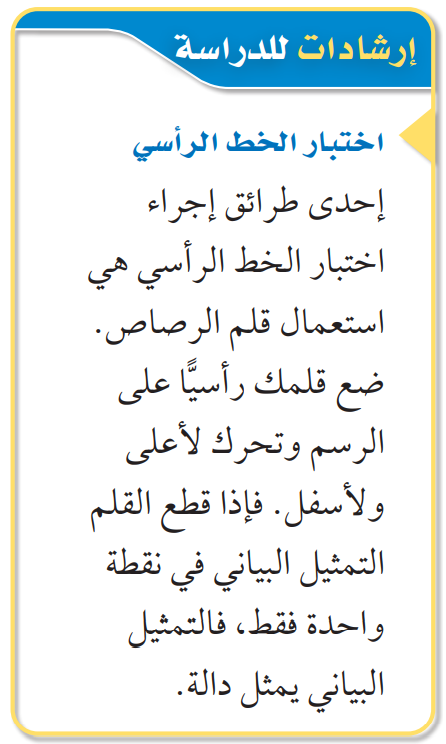 إرشادات للدراسة
اختبار الخط الرأسي
إحدى طرائق إجراء
اختبار الخط الرأسي هي
استعمال قلم الرصاص.
ضع قلمك رأسيًّا على
الرسم وتحرك لأعلى
ولأسفل. فإذا قطع القلم
التمثيل البياني في نقطة
واحدة فقط، فالتمثيل
البياني يمثل دالة.